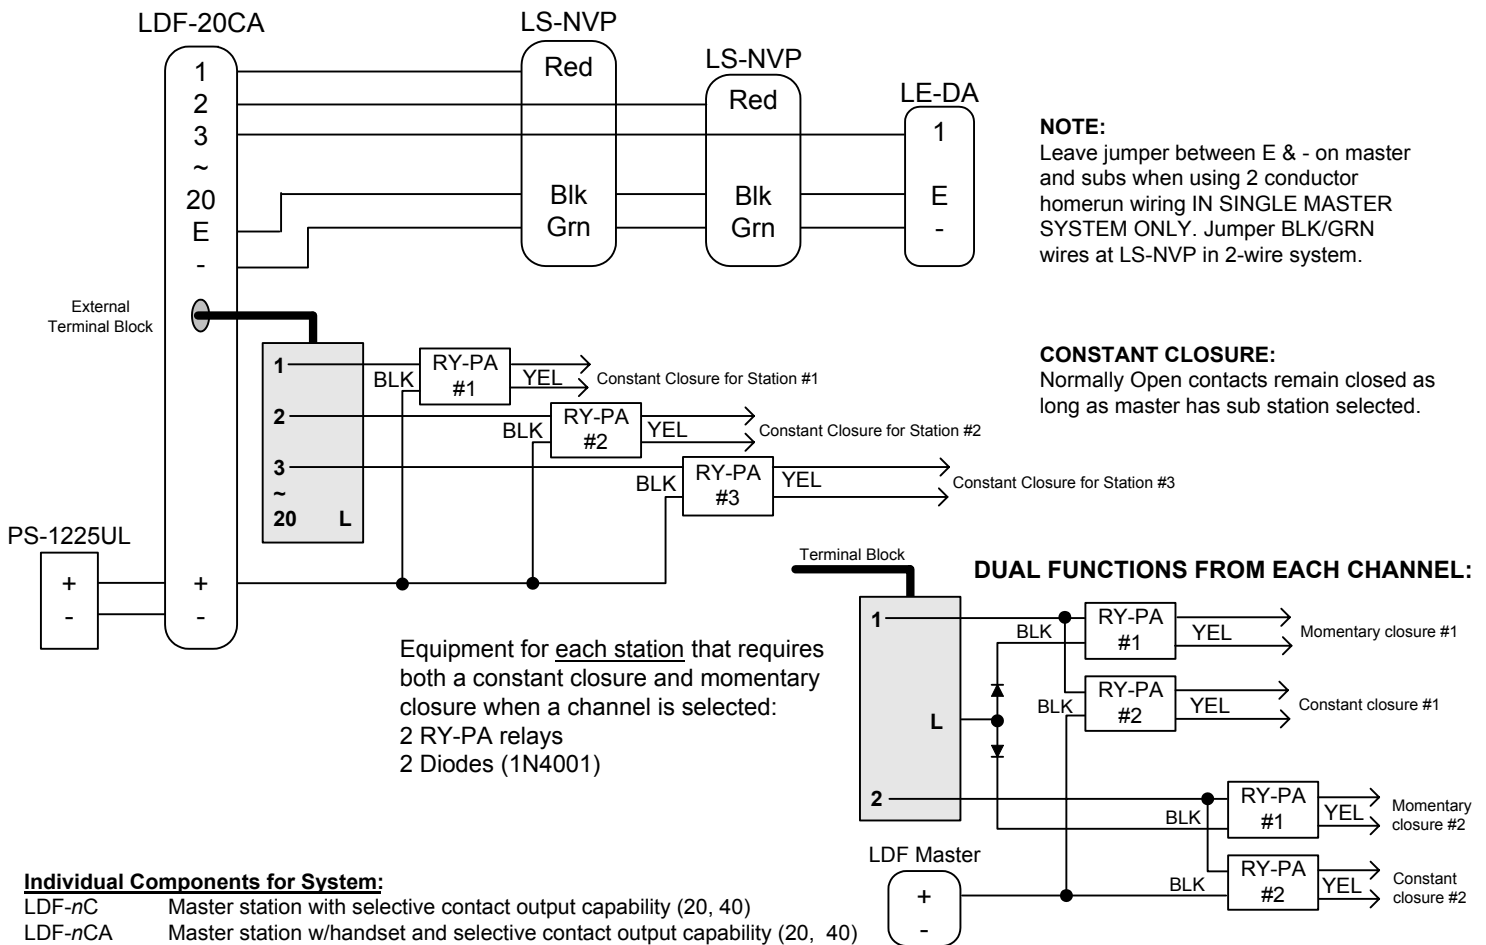 LDF-20CA
LS-NVP
LS-NVP
LE-DA
1
2
3
~
20
E
-
Red
Blk
Grn
Red
Blk
Grn
1
E
-
NOTE:
Leave jumper between E & - on master
and subs when using 2 conductor
homerun wiring IN SINGLE MASTER
SYSTEM ONLY. Jumper BLK/GRN
wires at LS-NVP in 2-wire system.
External
Terminal Block
1
2
3
~
20 L
BLK
RY-PA
#1
YEL
Constant Closure for Station #1
BLK
RY-PA
#2
YEL
Constant Closure for Station #2
BLK
RY-PA
#3
YEL
Constant Closure for Station #3
CONSTANT CLOSURE:
Normally Open contacts remain closed as
long as master has sub station selected.
PS-1225UL
+
-
+
-
Equipment for each station that requires
both a constant closure and momentary
closure when a channel is selected:
2 RY-PA relays
2 Diodes (1N4001)
Terminal Block
DUAL FUNCTIONS FROM EACH CHANNEL:
1
L
2
BLK
RY-PA
#1
YEL
Momentary closure #1
BLK
RY-PA
#2
YEL
Constant closure #1
BLK
RY-PA
#1
YEL
Momentary
closure #2
BLK
RY-PA
#2
YEL
Constant
closure #2
LDF Master
+
-
Individual Components for System:
LDF-nC Master station with selective contact output capability (20, 40)
LDF-nCA Master station w/handset and selective contact output capability (20, 40)